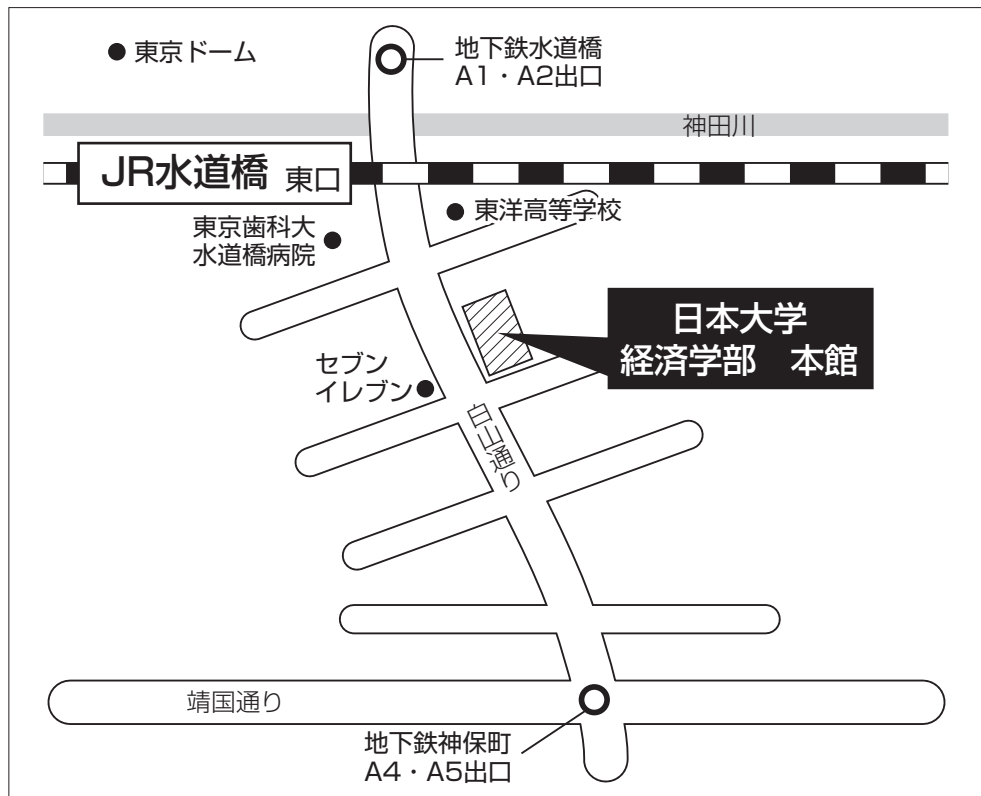 東京ドーム
地下鉄水道橋
A1・A2出口
神田川
JR水道橋 東口
東洋高等学校
東京歯科大
水道橋病院
日本大学
経済学部　本館
セブン
イレブン
白山通り
靖国通り
地下鉄神保町
A4・A5出口